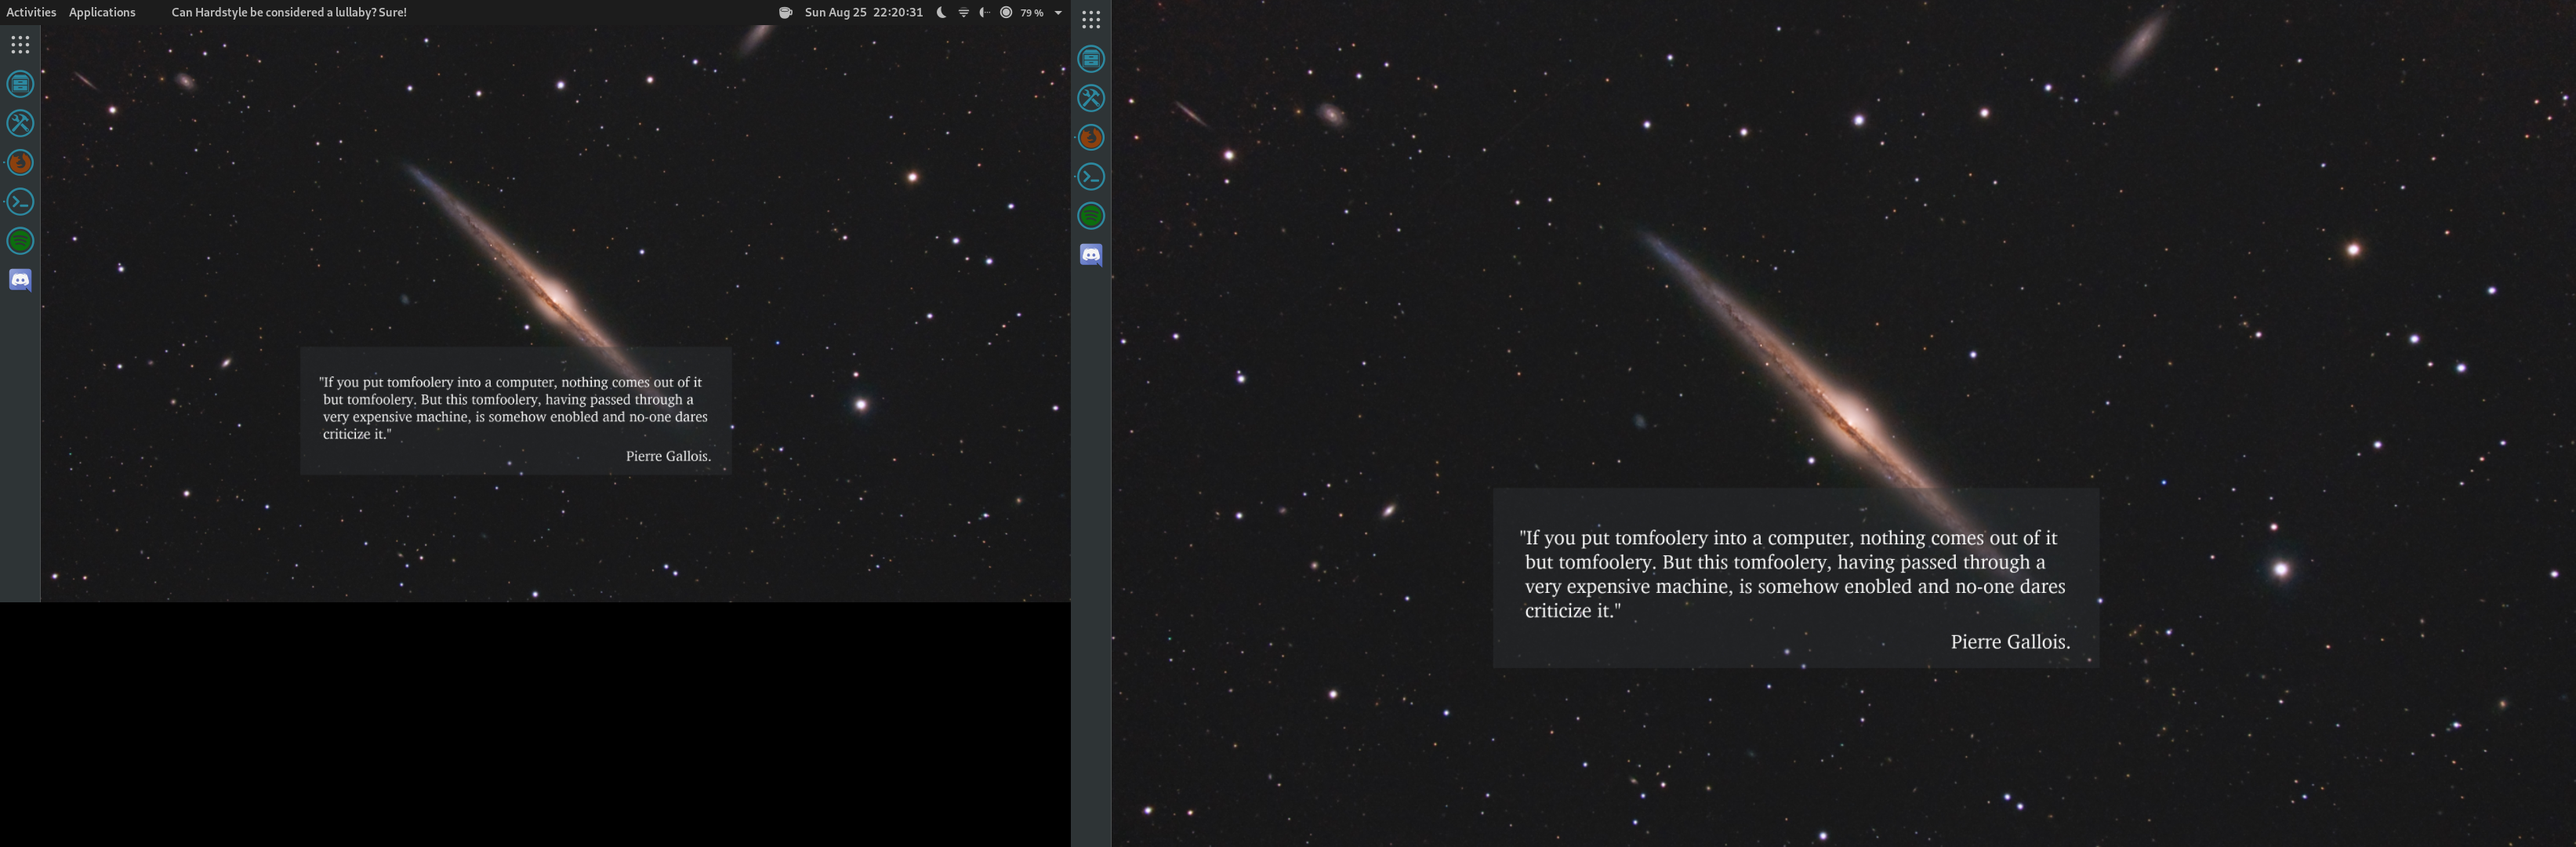 Activities Applications Can Hardstyle be considered a lullaby? Sure! Sun Aug 25 22:20:31 79 %
"If you put tomfoolery into a computer, nothing comes out of it
but tomfoolery. But this tomfoolery, having passed through a
very expensive machine, is somehow enobled and no-one dares
criticize it."
Pierre Gallois.
"If you put tomfoolery into a computer, nothing comes out of it
but tomfoolery. But this tomfoolery, having passed through a
very expensive machine, is somehow enobled and no-one dares
criticize it."
Pierre Gallois.